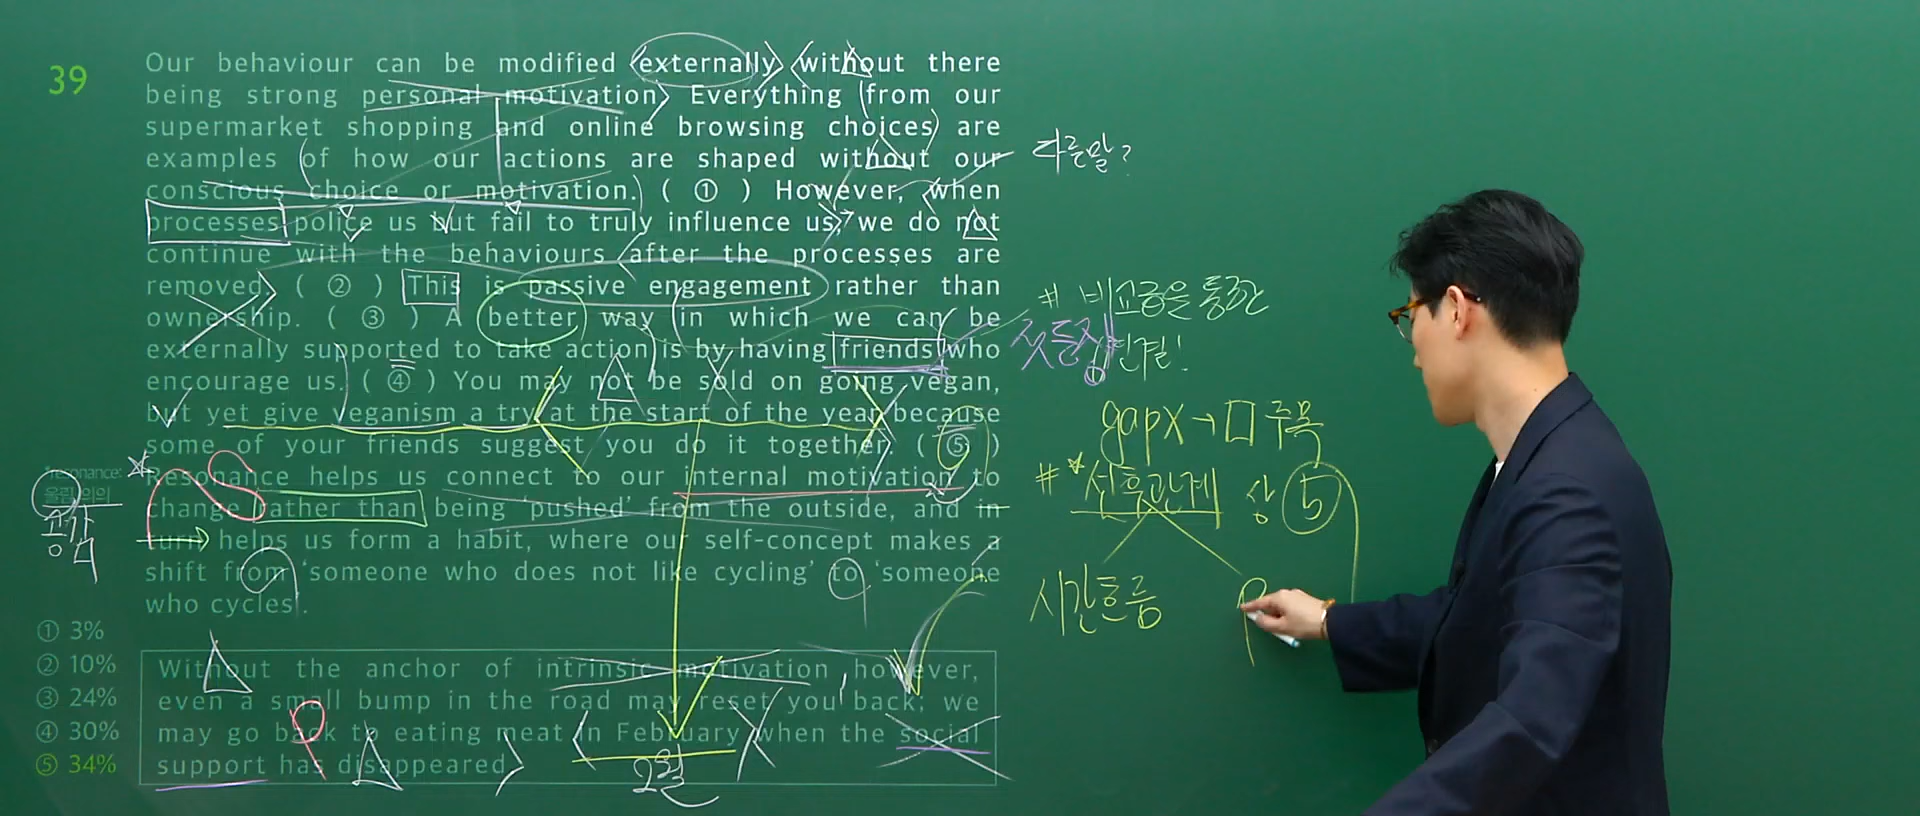 39
Our behaviour can be modified externally without there
being strong personal motivation. Everything from our
supermarket shopping and online browsing choices are
examples of how our actions are shaped without our
conscious choice or motivation. ( ① ) However, when
processes police us but fail to truly influence us, we do not
continue with the behaviours after the processes are
removed. ( ② ) This is passive engagement rather than
ownership. ( ③ ) A better way in which we can be
externally supported to take action is by having friends who
encourage us. ( ④ ) You may not be sold on going vegan,
but yet give veganism a try at the start of the year because
some of your friends suggest you do it together. ( ⑤ )
Resonance helps us connect to our internal motivation to
change rather than being 'pushed' from the outside, and in
turn helps us form a habit, where our self-concept makes a
shift from 'someone who does not like cycling' to 'someone
who cycles'.
*resonance:
울림의의
공감
① 3%
② 10%
③ 24%
④ 30%
⑤ 34%
Without the anchor of intrinsic motivation however,
even a small bump in the road may reset you back; we
may go back to eating meat in February when the social
support has disappeared.
2월
다른말?
# 비교급을 통한
gapX → □ 주목
#* 선후관계 상 ⑤
시간흐름